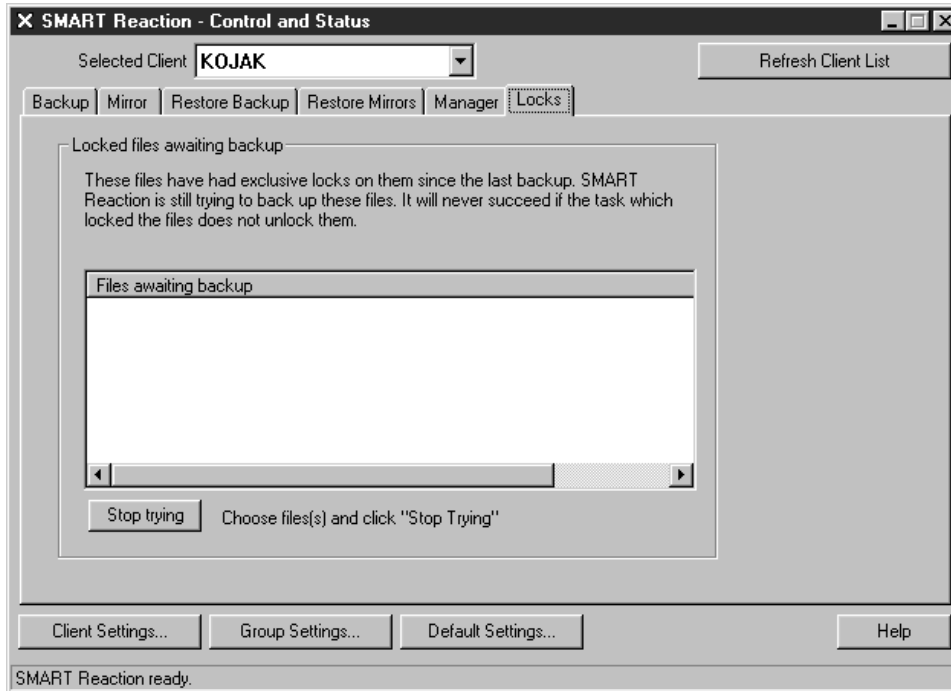 X SMART Reaction - Control and Status
Selected Client KOJAK Refresh Client List
Backup Mirror Restore Backup Restore Mirrors Manager Locks
Locked files awaiting backup
These files have had exclusive locks on them since the last backup. SMART
Reaction is still trying to back up these files. It will never succeed if the task which
locked the files does not unlock them.
Files awaiting backup
Stop trying Choose files(s) and click "Stop Trying"
Client Settings... Group Settings... Default Settings... Help
SMART Reaction ready.